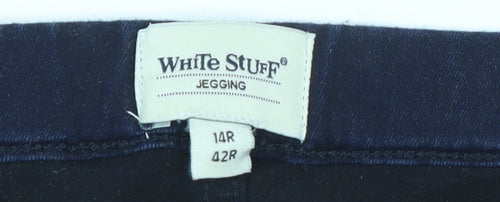 WHITE STUFF®
JEGGING
14R
42R